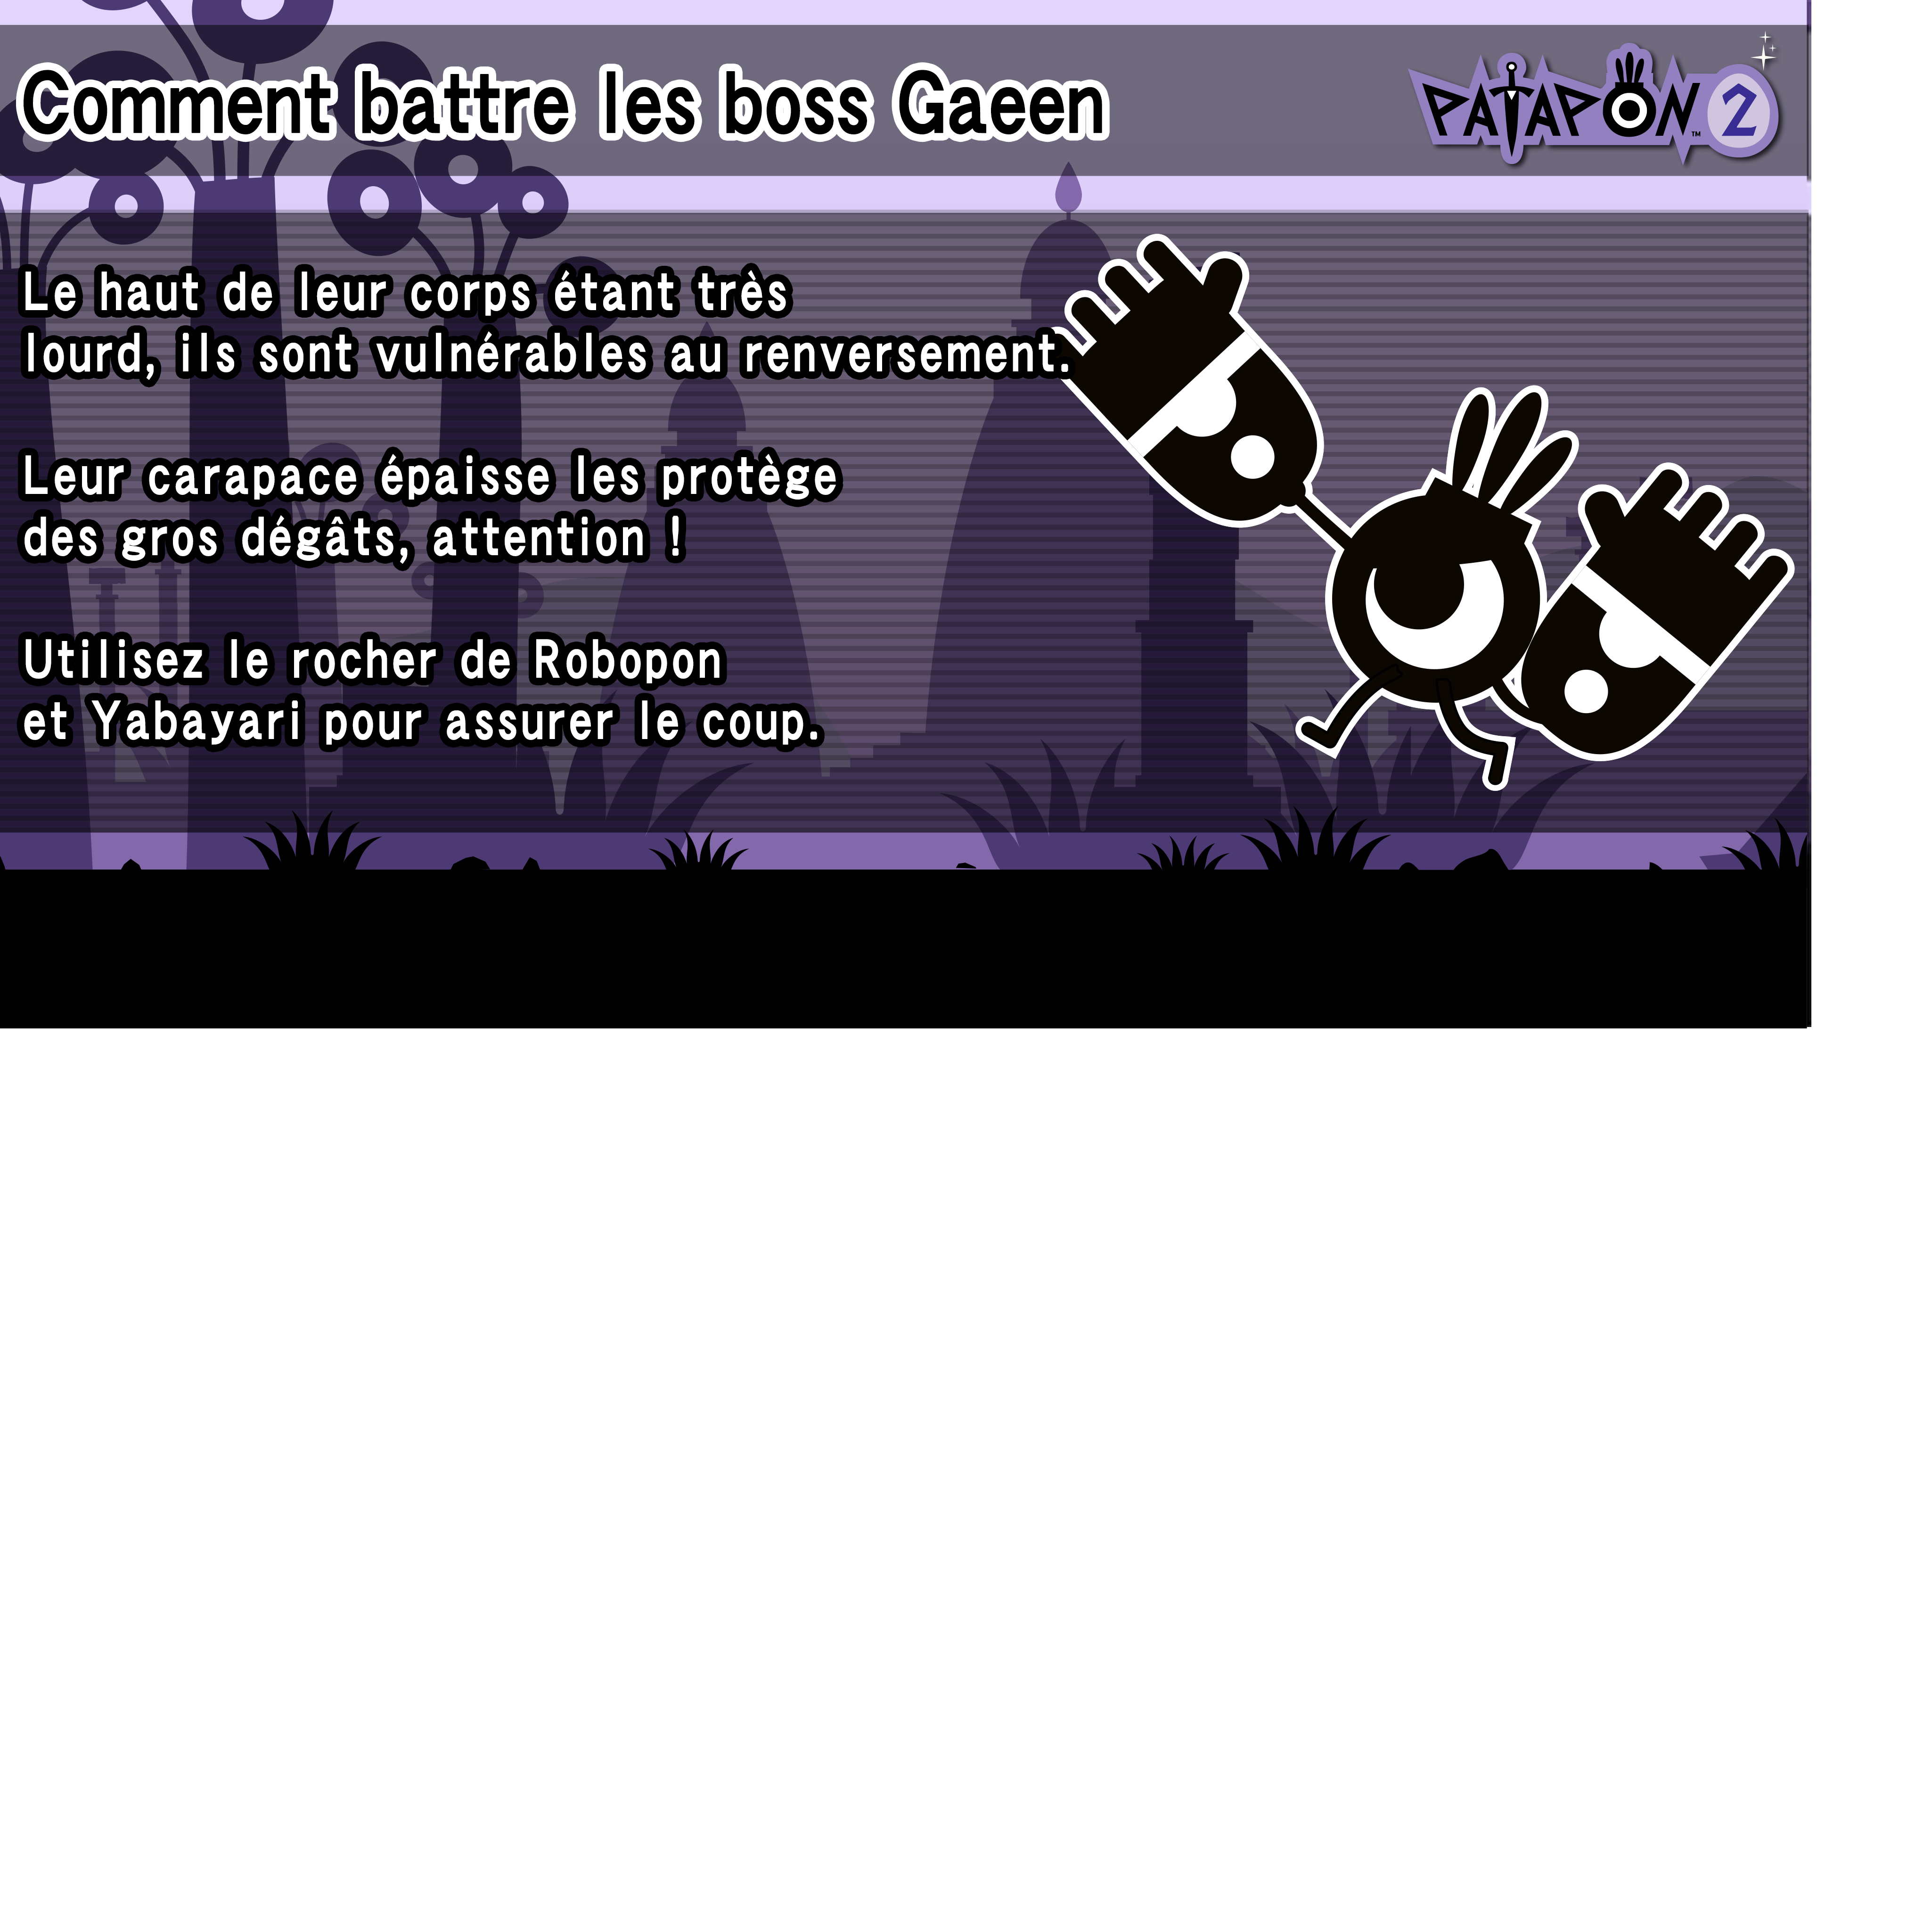 Comment battre les boss Gaeen
PATAPON™ 2
Le haut de leur corps étant très
lourd, ils sont vulnérables au renversement.
Leur carapace épaisse les protège
des gros dégâts, attention !
Utilisez le rocher de Robopon
et Yabayari pour assurer le coup.